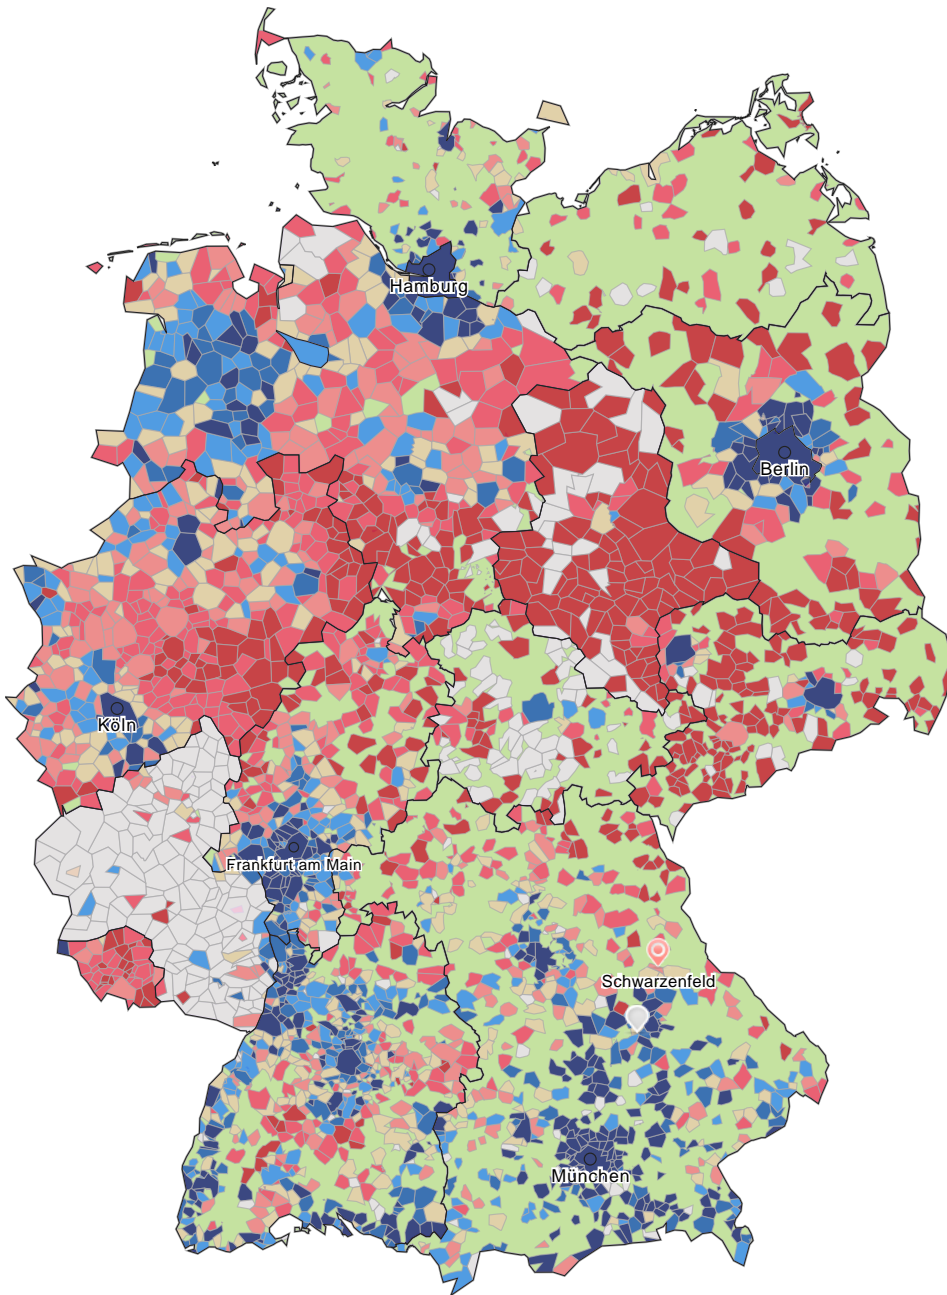 Hamburg
Berlin
Köln
Frankfurt am Main
Schwarzenfeld
München